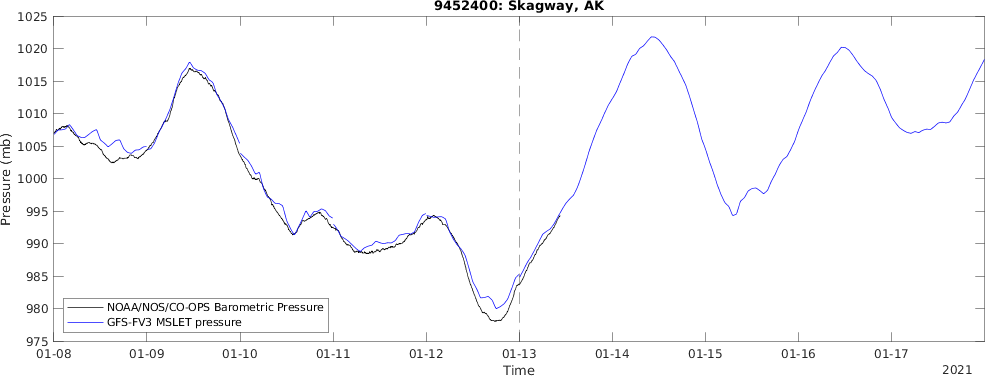 9452400: Skagway, AK
Pressure (mb)
1025
1020
1015
1010
1005
1000
995
990
985
980
975
NOAA/NOS/CO-OPS Barometric Pressure
GFS-FV3 MSLET pressure
01-08 01-09 01-10 01-11 01-12 01-13 01-14 01-15 01-16 01-17
Time
2021